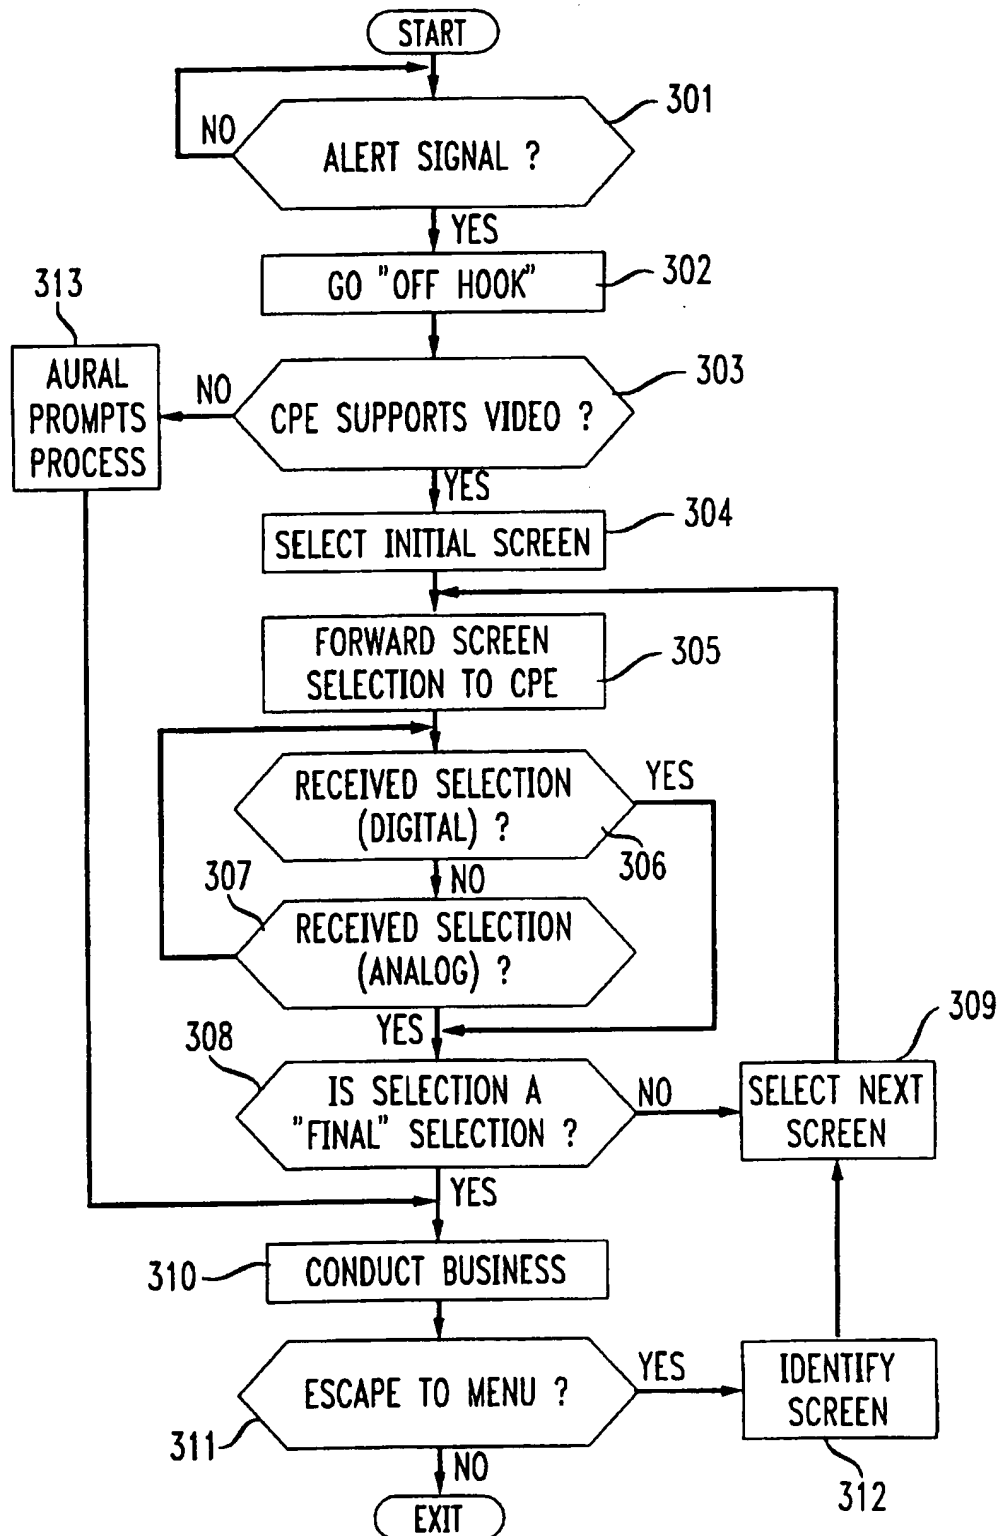 START
301
NO
ALERT SIGNAL ?
YES
GO "OFF HOOK"
302
313
AURAL
PROMPTS
PROCESS
NO
CPE SUPPORTS VIDEO ?
303
YES
SELECT INITIAL SCREEN
304
FORWARD SCREEN
SELECTION TO CPE
305
RECEIVED SELECTION
(DIGITAL) ?
YES
306
NO
307
RECEIVED SELECTION
(ANALOG) ?
YES
308
IS SELECTION A
"FINAL" SELECTION ?
NO
309
SELECT NEXT
SCREEN
YES
310
CONDUCT BUSINESS
ESCAPE TO MENU ?
YES
IDENTIFY
SCREEN
311
312
NO
EXIT